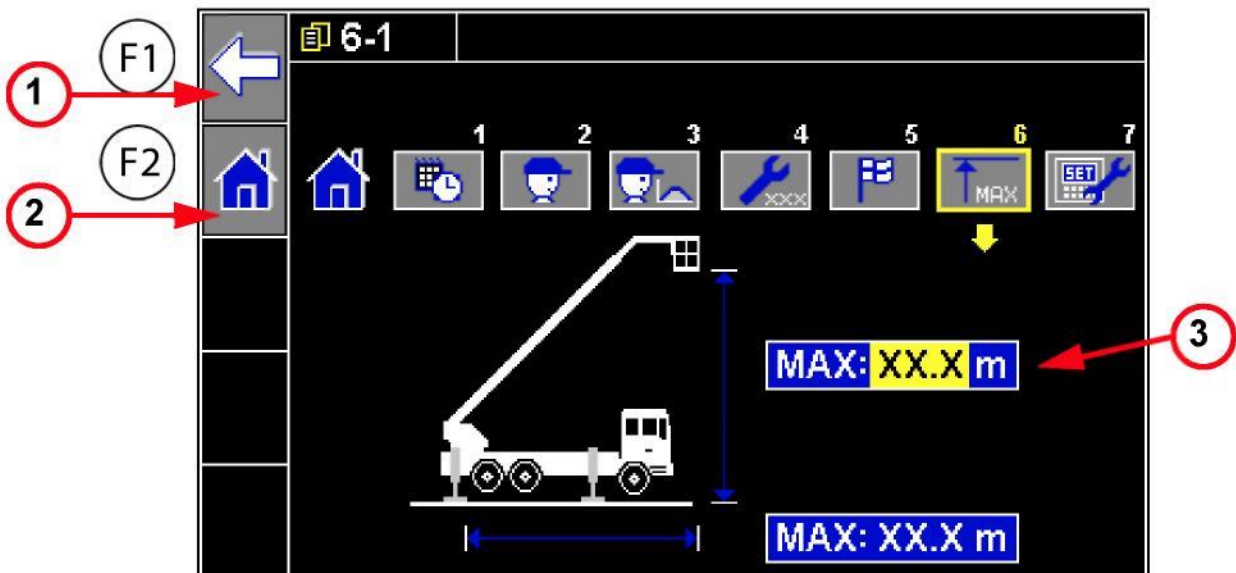 F1
6-1
1
F2
1 2 3 4 5 6 7
xxx SET MAX
2
3
MAX: XX.X m
MAX: XX.X m